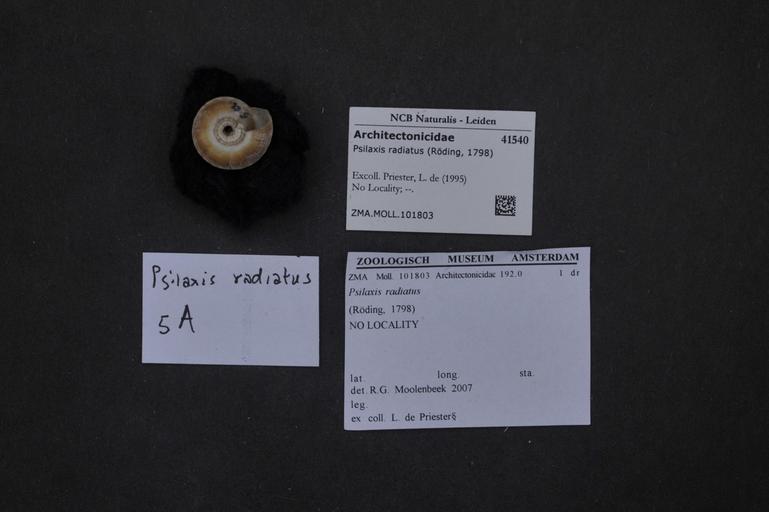 NCB Naturalis - Leiden
Architectonicidae 41540
Psilaxis radiatus (Röding, 1798)
Excoll. Priester, L. de (1995)
No Locality; --.
ZMA.MOLL.101803
Psilaxis radiatus
5A
ZOOLOGISCH MUSEUM AMSTERDAM
ZMA Moll. 101803 Architectonicidae 192.0 1 dr
Psilaxis radiatus
(Röding, 1798)
NO LOCALITY
lat. long. sta.
det. R.G. Moolenbeek 2007
leg.
ex coll. L. de Priester§